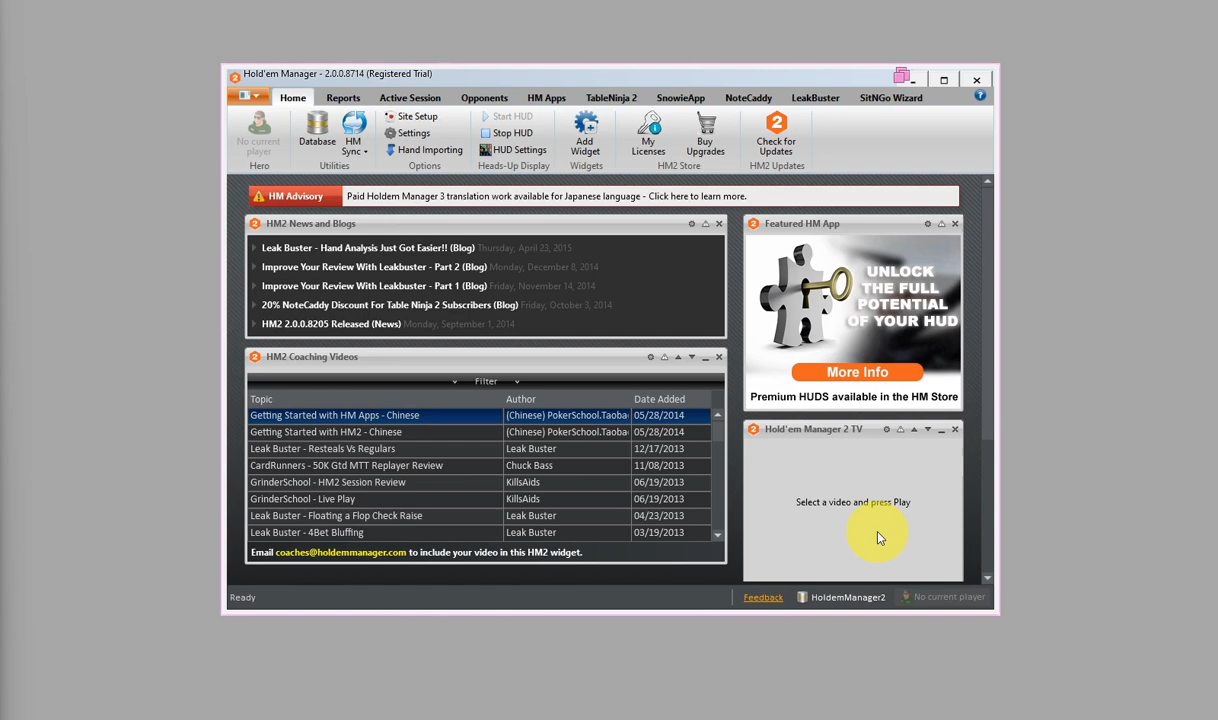 Hold'em Manager - 2.0.0.8714 (Registered Trial)
Home Reports Active Session Opponents HM Apps TableNinja 2 SnowieApp NoteCaddy LeakBuster SitNGo Wizard
No current player
Hero
Database
HM Sync
Utilities
Site Setup
Settings
Hand Importing
Options
Start HUD
Stop HUD
HUD Settings
Heads-Up Display
Add Widget
Widgets
My Licenses
Buy Upgrades
HM2 Store
Check for Updates
HM2 Updates
HM Advisory
Paid Holdem Manager 3 translation work available for Japanese language - Click here to learn more.
HM2 News and Blogs
Leak Buster - Hand Analysis Just Got Easier!! (Blog) Thursday, April 23, 2015
Improve Your Review With Leakbuster - Part 2 (Blog) Monday, December 8, 2014
Improve Your Review With Leakbuster - Part 1 (Blog) Friday, November 14, 2014
20% NoteCaddy Discount For Table Ninja 2 Subscribers (Blog) Friday, October 3, 2014
HM2 2.0.0.8205 Released (News) Monday, September 1, 2014
HM2 Coaching Videos
Filter
Topic Author Date Added
Getting Started with HM Apps - Chinese (Chinese) PokerSchool.Taoba 05/28/2014
Getting Started with HM2 - Chinese (Chinese) PokerSchool.Taoba 05/28/2014
Leak Buster - Resteals Vs Regulars Leak Buster 12/17/2013
CardRunners - 50K Gtd MTT Replayer Review Chuck Bass 11/08/2013
GrinderSchool - HM2 Session Review KillsAids 06/19/2013
GrinderSchool - Live Play KillsAids 06/19/2013
Leak Buster - Floating a Flop Check Raise Leak Buster 04/23/2013
Leak Buster - 4Bet Bluffing Leak Buster 03/19/2013
Email coaches@holdemmanager.com to include your video in this HM2 widget.
Featured HM App
UNLOCK
THE FULL
POTENTIAL
OF YOUR HUD
More Info
Premium HUDS available in the HM Store
Hold'em Manager 2 TV
Select a video and press Play
Ready
Feedback
HoldemManager2
No current player